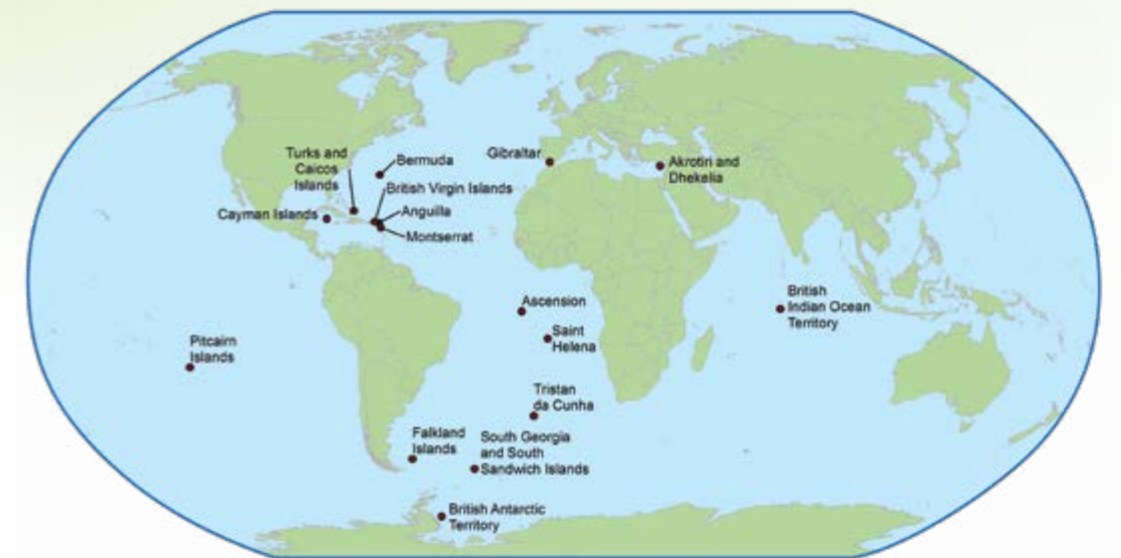 Turks and
Caicos
Islands
Bermuda
Gibraltar
Akrotiri and
Dhekelia
British Virgin Islands
Cayman Islands
Anguilla
Montserrat
Ascension
British
Indian Ocean
Territory
Saint
Helena
Pitcairn
Islands
Tristan
da Cunha
Falkland
Islands
South Georgia
and South
Sandwich Islands
British Antarctic
Territory